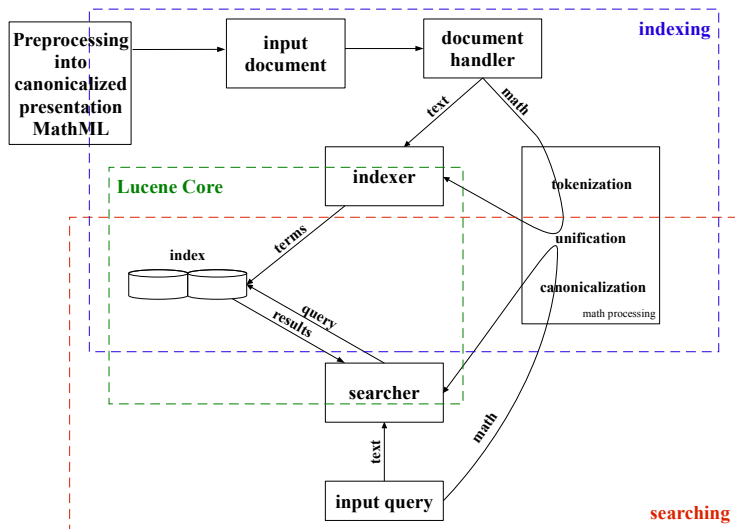 Preprocessing
into
canonicalized
presentation
MathML
input
document
document
handler
indexing
text
math
Lucene Core
indexer
tokenization
terms
unification
index
canonicalization
math processing
query
results
searcher
text
math
input query
searching